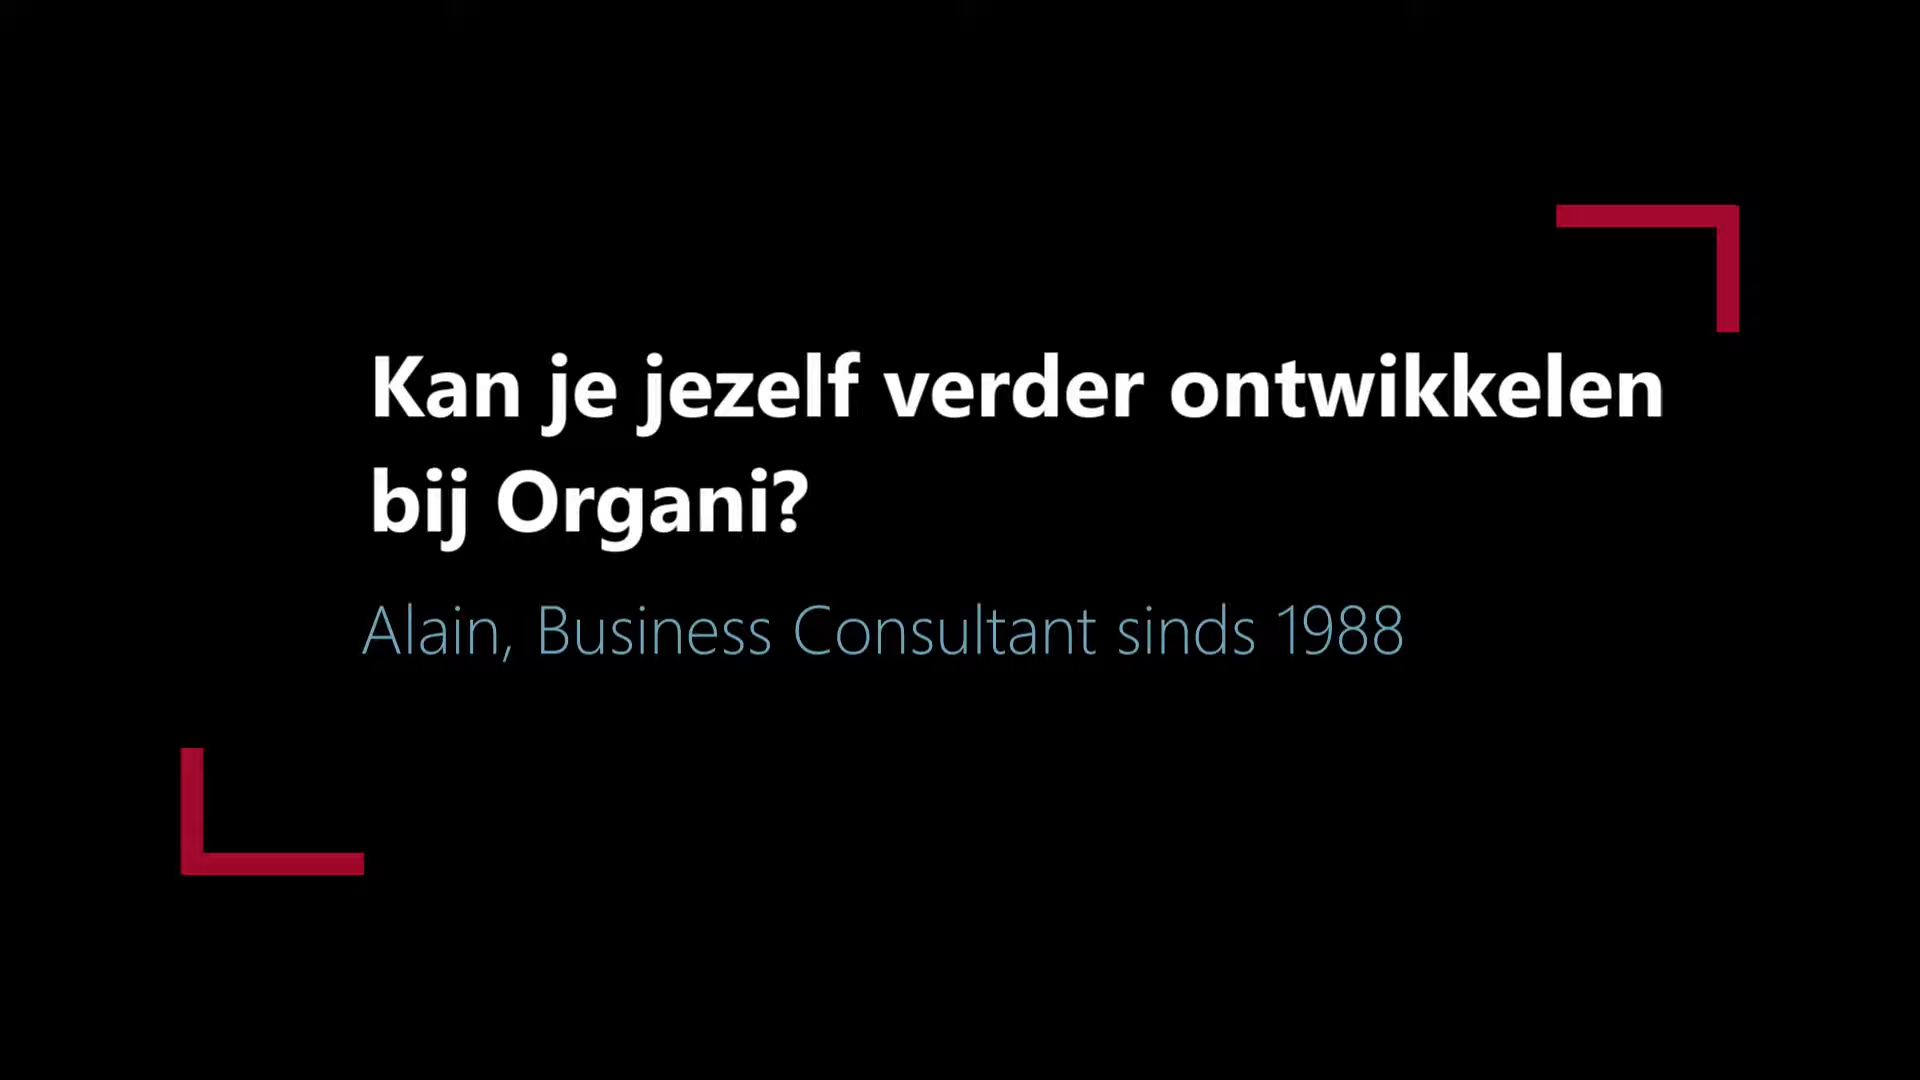 Kan je jezelf verder ontwikkelen
bij Organi?
Alain, Business Consultant sinds 1988